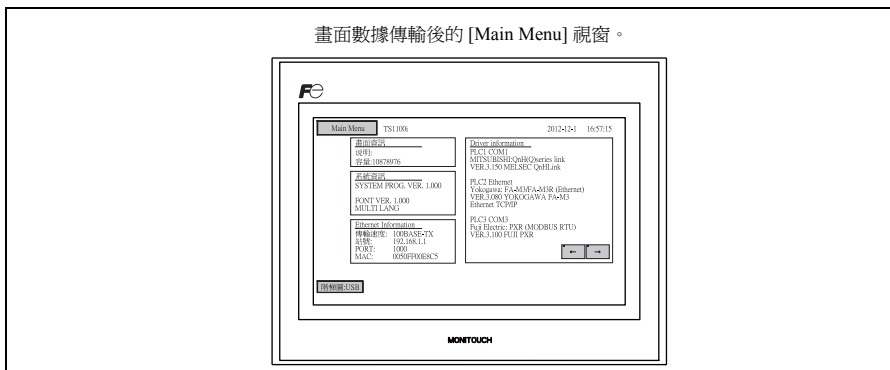 畫面數據傳輸後的 [Main Menu] 視窗。
Fe
Main Menu TS1100i 2012-12-1 16:57:15
畫面資訊
说明:
容量:10878976
系統資訊
SYSTEM PROG. VER. 1.000
FONT VER. 1.000
MULTI LANG
Ethernet Information
傳輸速度: 100BASE-TX
站號: 192.168.1.1
PORT: 1000
MAC: 0050FF00E8C5
Driver information
PLC1 COM1
MITSUBISHI:QnH(Q)series link
VER.3.150 MELSEC QnHLink
PLC2 Ethernet
Yokogawa: FA-M3/FA-M3R (Ethernet)
VER.3.080 YOKOGAWA FA-M3
Ethernet TCP/IP
PLC3 COM3
Fuji Electric: PXR (MODBUS RTU)
VER.3.100 FUJI PXR
← →
階梯圖:USB
MONITOUCH